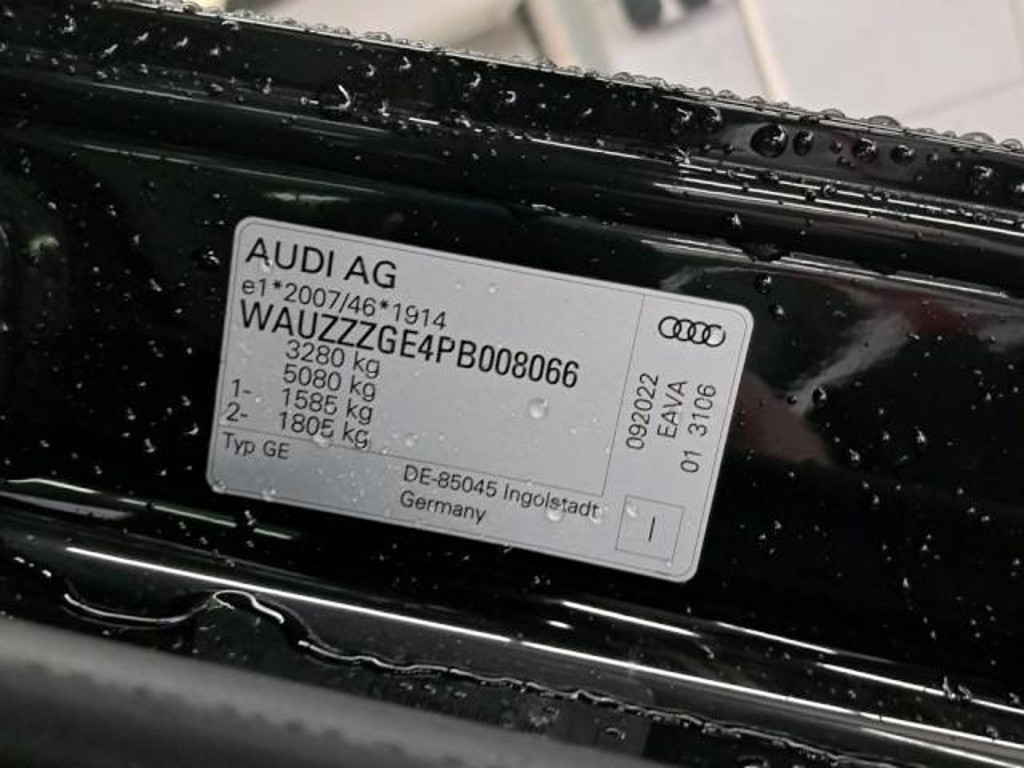 AUDI AG
e1*2007/46*1914
WAUZZZGE4PB008066
3280 kg
5080 kg
1- 1585 kg
2- 1805 kg
Typ GE
DE-85045 Ingolstadt
Germany
092022
EAVA
01 3106
I